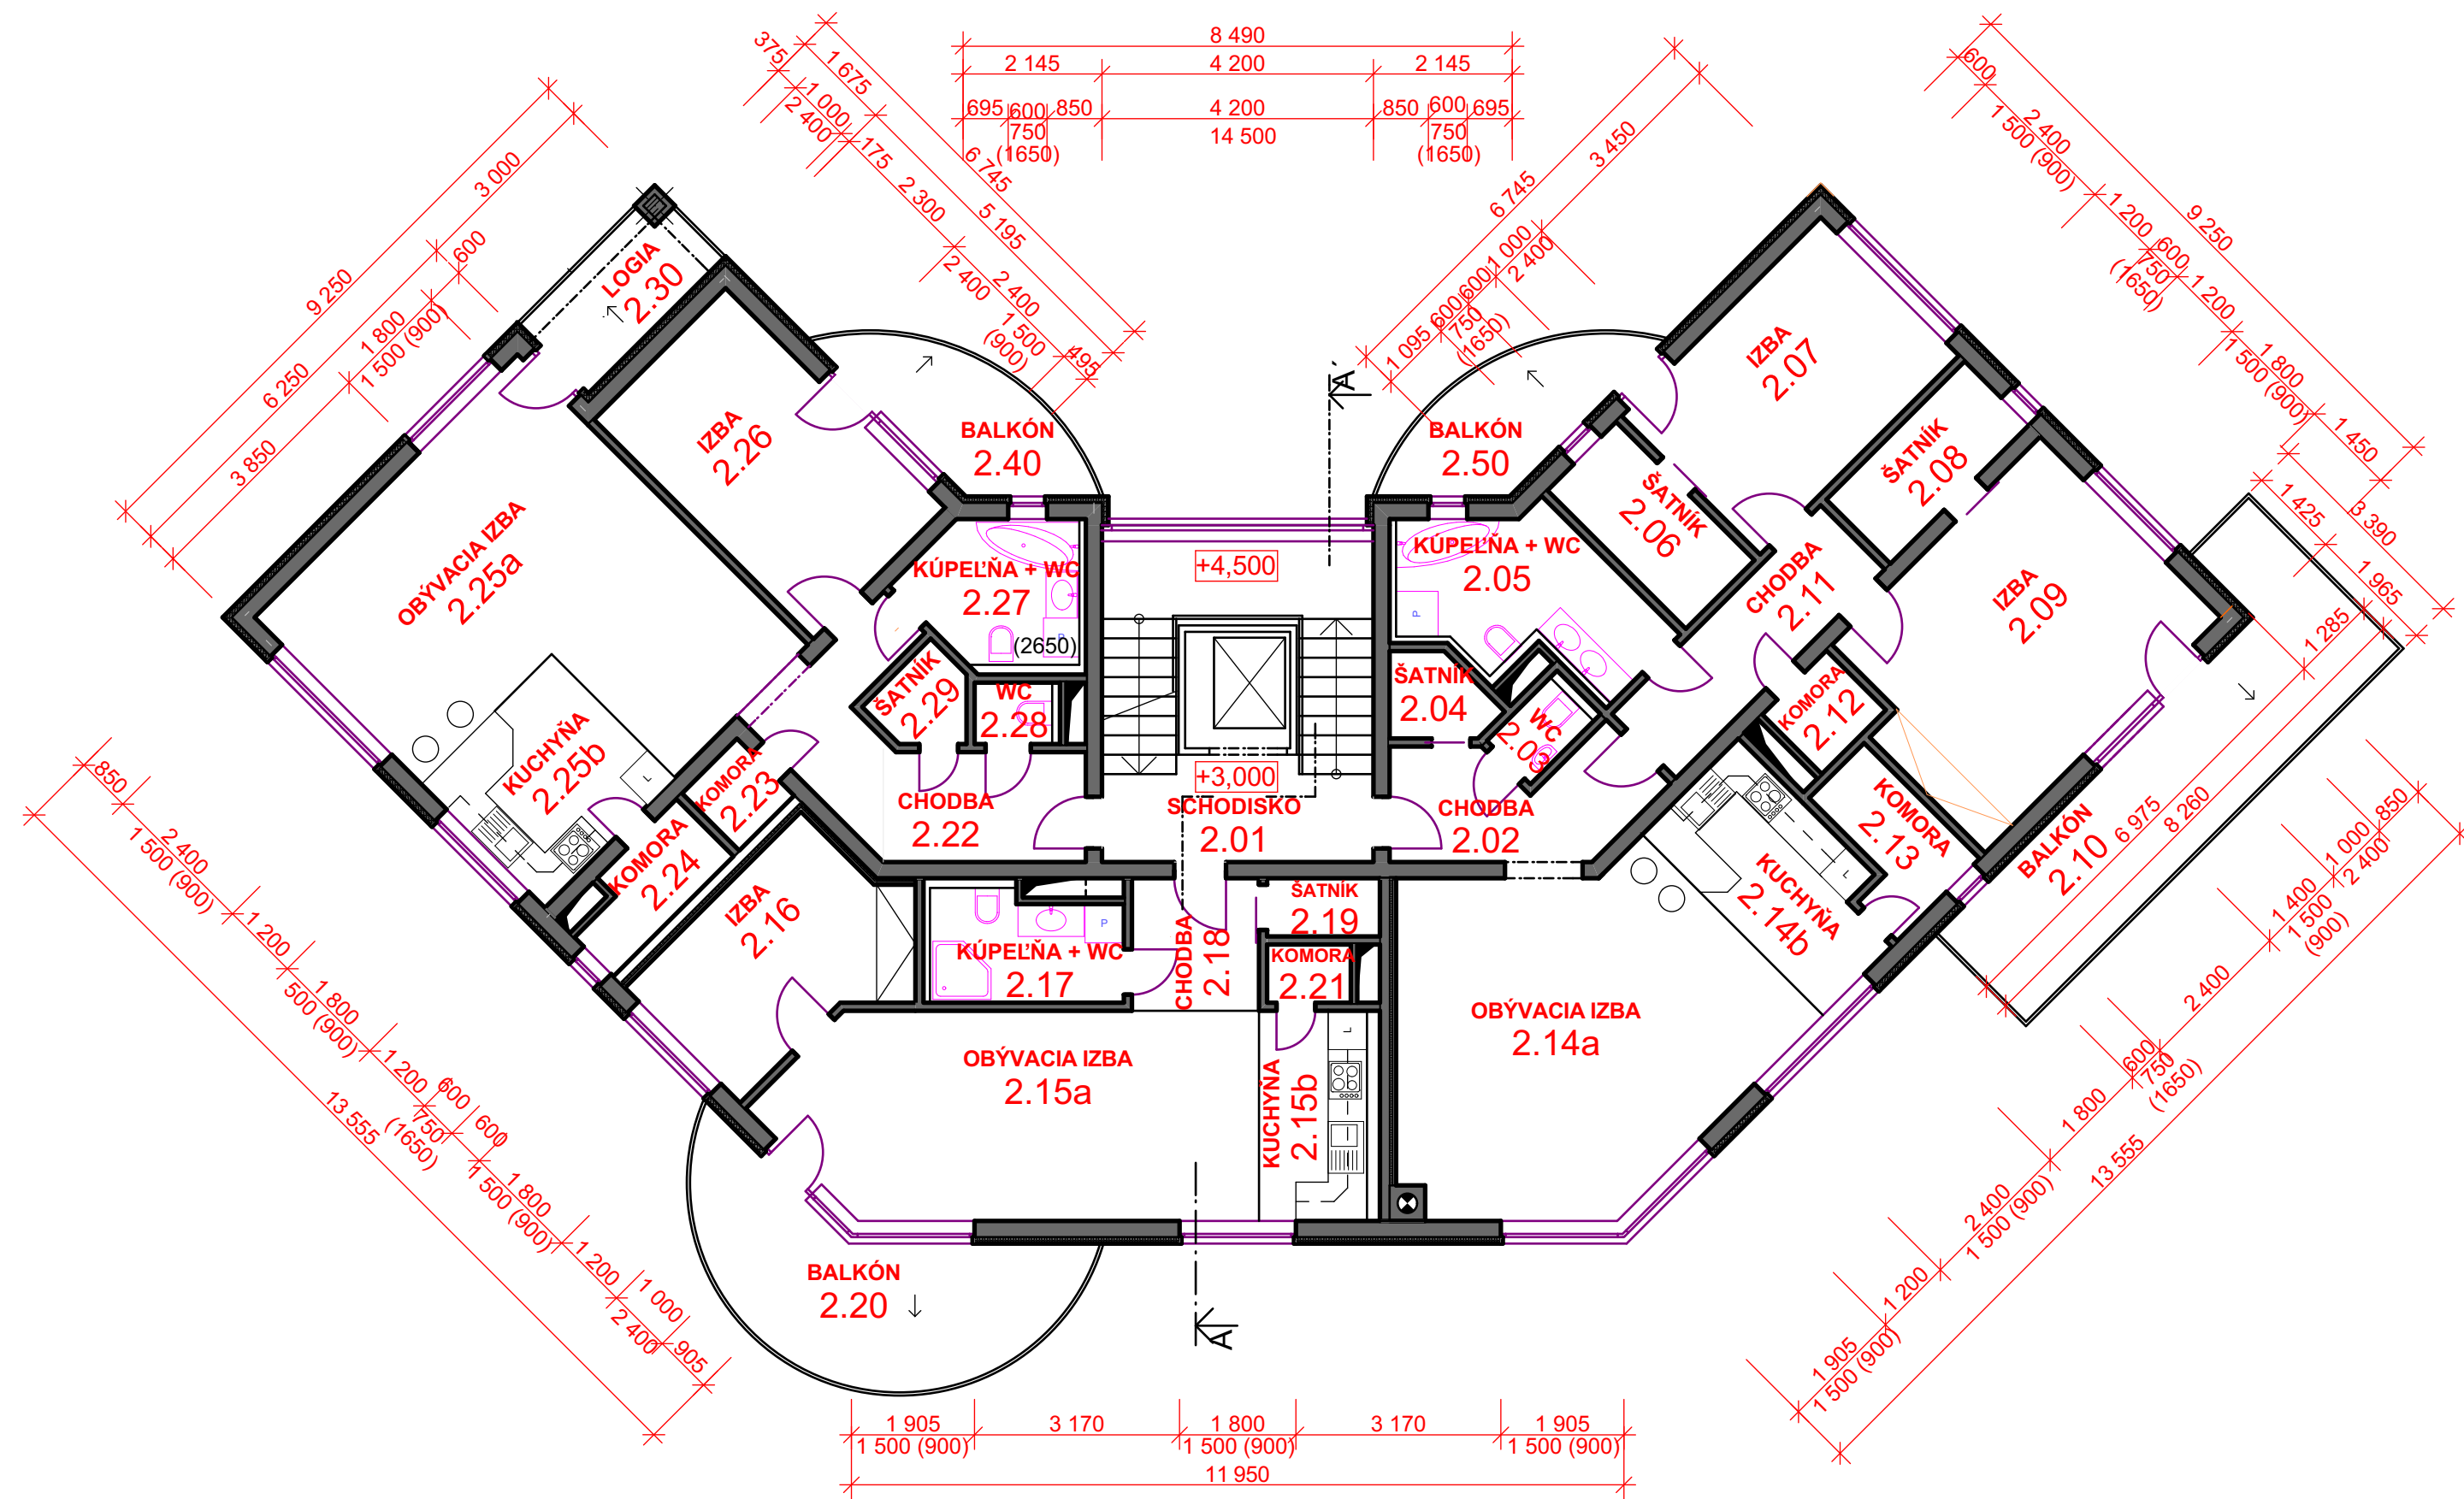 8 490
2 145
4 200
2 145
695
600
850
4 200
850
600
695
750
(1650)
14 500
750
(1650)
375
1 675
1 000
2 400
175
2 300
6 745
5 195
2 400
2 400
1 500
(900)
495
9 250
3 000
600
6 250
1 800
1 500 (900)
3 850
6 745
3 450
1 000
2 400
600
600
750
(1650)
1 095
600
2 400
1 500 (900)
9 250
1 200
600
750
(1650)
1 200
1 800
1 500 (900)
1 450
3 390
1 425
1 965
1 285
LOGIA
2.30
IZBA
2.26
BALKÓN
2.40
A'
BALKÓN
2.50
IZBA
2.07
ŠATNÍK
2.08
ŠATNÍK
2.06
OBÝVACIA IZBA
2.25a
KÚPEĽŇA + WC
2.27
P
(2650)
+4,500
KÚPEĽŇA + WC
2.05
P
CHODBA
2.11
IZBA
2.09
ŠATNÍK
2.29
WC
2.28
ŠATNÍK
2.04
WC
2.03
KOMORA
2.12
KUCHYŇA
2.25b
L
KOMORA
2.23
KOMORA
2.24
CHODBA
2.22
+3,000
SCHODISKO
2.01
CHODBA
2.02
KOMORA
2.13
KUCHYŇA
2.14b
L
BALKÓN
2.10
6 975
8 260
IZBA
2.16
KÚPEĽŇA + WC
2.17
P
CHODBA
2.18
ŠATNÍK
2.19
KOMORA
2.21
OBÝVACIA IZBA
2.14a
OBÝVACIA IZBA
2.15a
KUCHYŇA
2.15b
L
BALKÓN
2.20
A
850
2 400
1 500 (900)
1 200
1 800
500 (900)
1 200
600
750
(1650)
600
1 800
1 500 (900)
1 200
1 000
2 400
905
13 555
850
1 000
2 400
1 400
1 500
(900)
2 400
600
750
(1650)
1 800
2 400
1 500 (900)
1 200
1 905
1 500 (900)
13 555
1 905
3 170
1 800
3 170
1 905
1 500 (900)
1 500 (900)
1 500 (900)
11 950